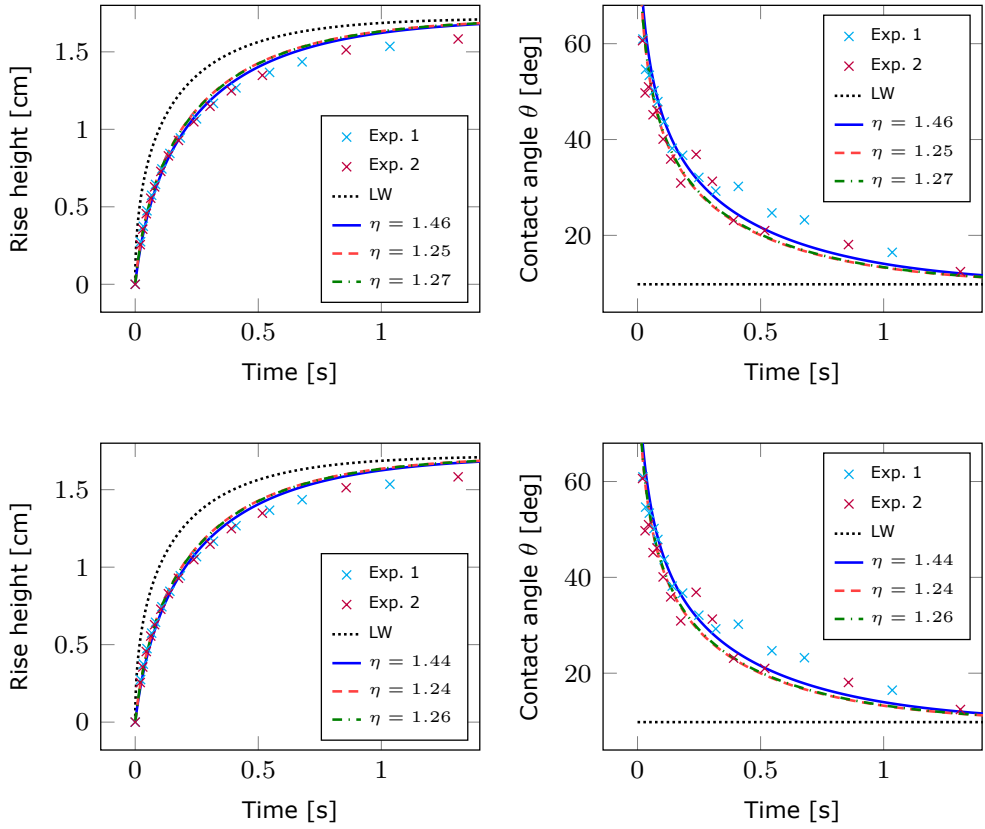 1.5
1
0.5
0
Rise height [cm]
Exp. 1
Exp. 2
LW
η = 1.46
η = 1.25
η = 1.27
0
0.5
1
Time [s]
60
40
20
Contact angle θ [deg]
Exp. 1
Exp. 2
LW
η = 1.46
η = 1.25
η = 1.27
0
0.5
1
Time [s]
1.5
1
0.5
0
Rise height [cm]
Exp. 1
Exp. 2
LW
η = 1.44
η = 1.24
η = 1.26
0
0.5
1
Time [s]
60
40
20
Contact angle θ [deg]
Exp. 1
Exp. 2
LW
η = 1.44
η = 1.24
η = 1.26
0
0.5
1
Time [s]